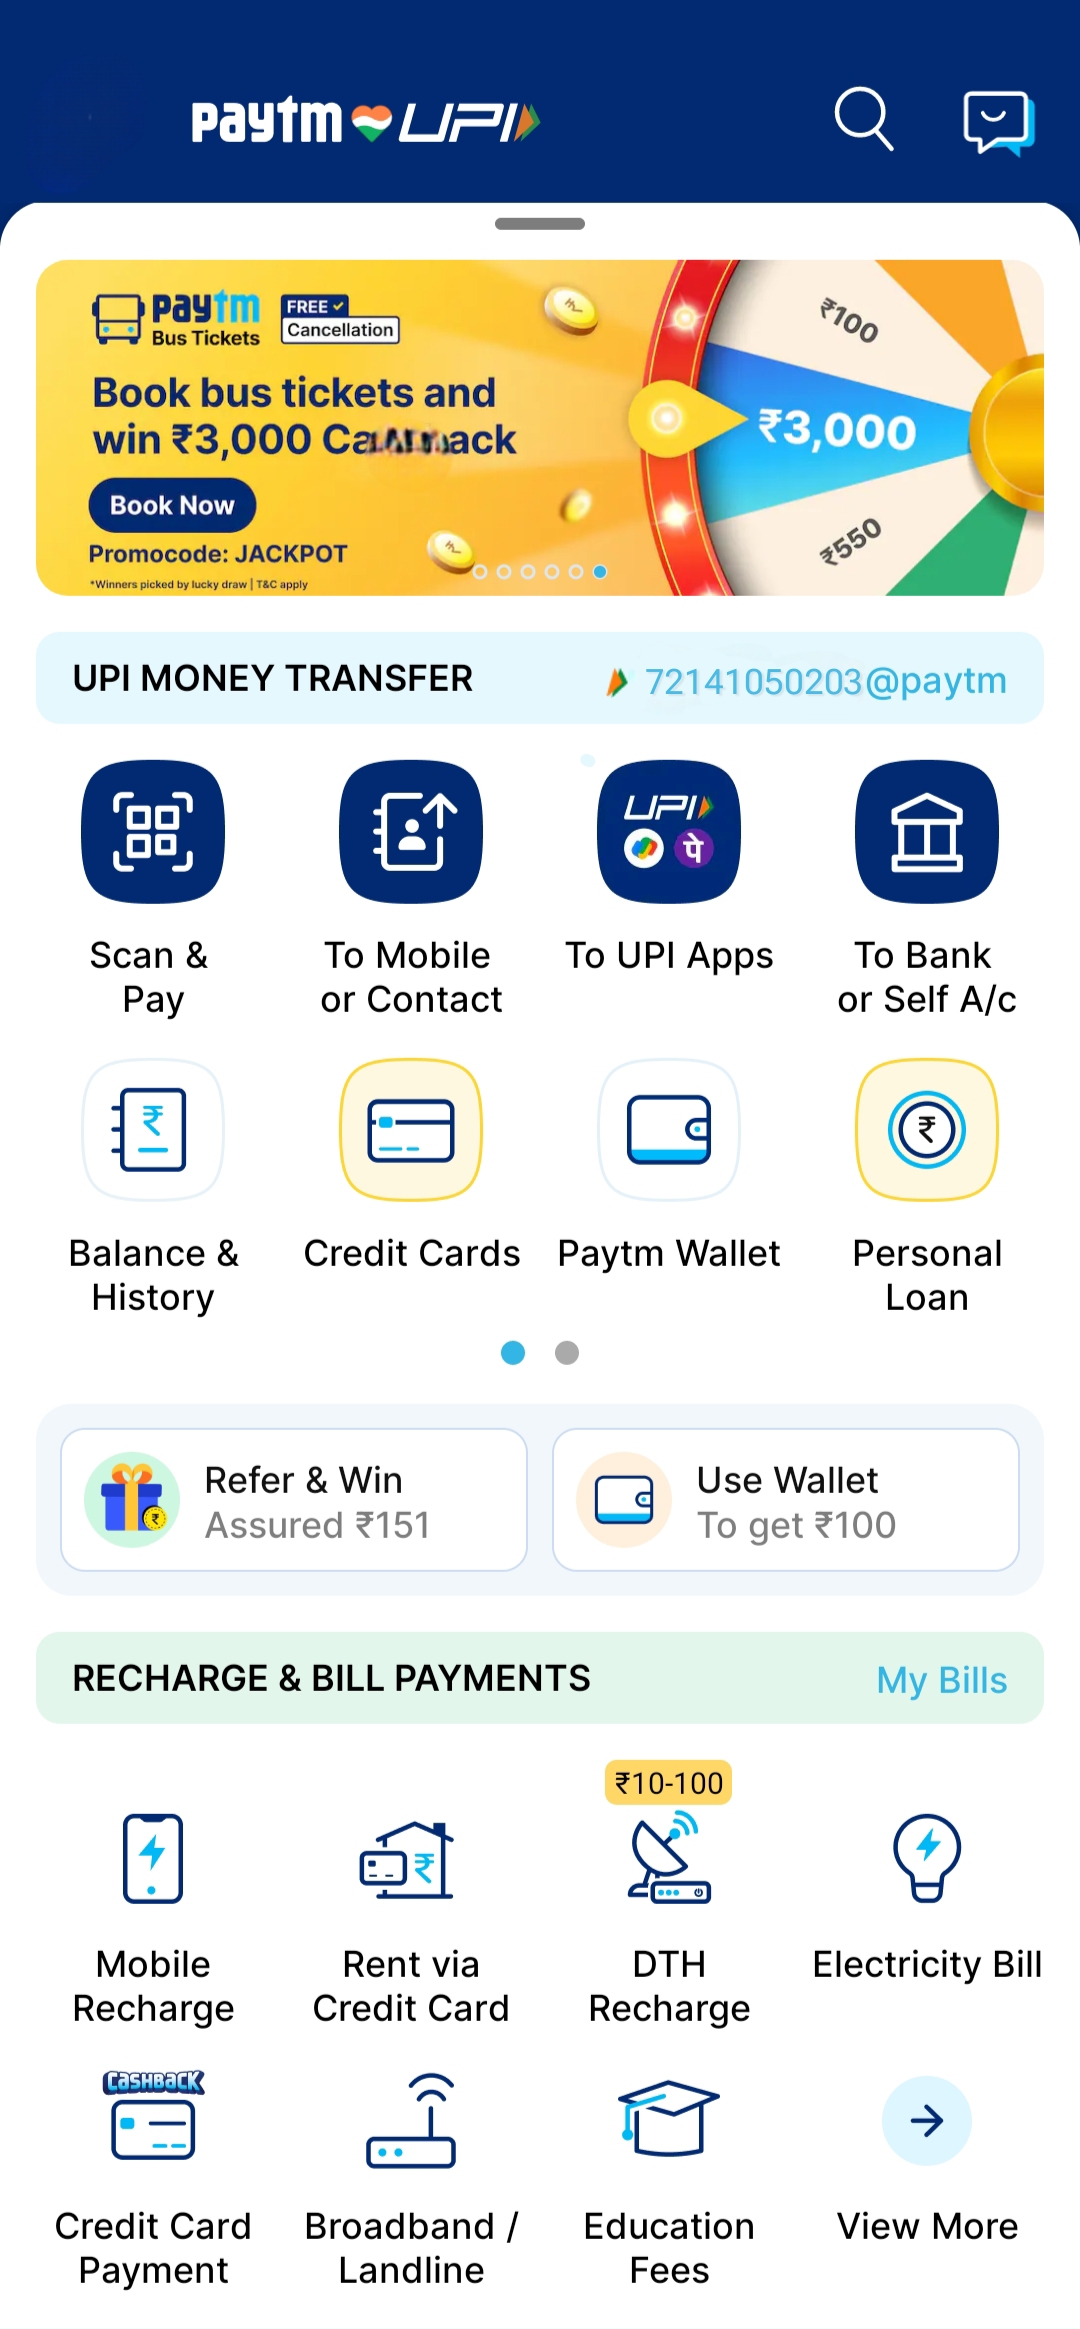 paytm UPI
paytm
Bus Tickets
FREE
Cancellation
Book bus tickets and
win ₹3,000
Book Now
Promocode: JACKPOT
*Winners picked by lucky draw | T&C apply
₹100
₹3,000
₹550
UPI MONEY TRANSFER
72141050203@paytm
Scan &
Pay
To Mobile
or Contact
UPI
पे
To UPI Apps
To Bank
or Self A/c
₹
Balance &
History
Credit Cards
Paytm Wallet
₹
Personal
Loan
Refer & Win
Assured ₹151
Use Wallet
To get ₹100
RECHARGE & BILL PAYMENTS
My Bills
Mobile
Recharge
₹
Rent via
Credit Card
₹10-100
DTH
Recharge
Electricity Bill
CASHBACK
Credit Card
Payment
Broadband /
Landline
Education
Fees
View More